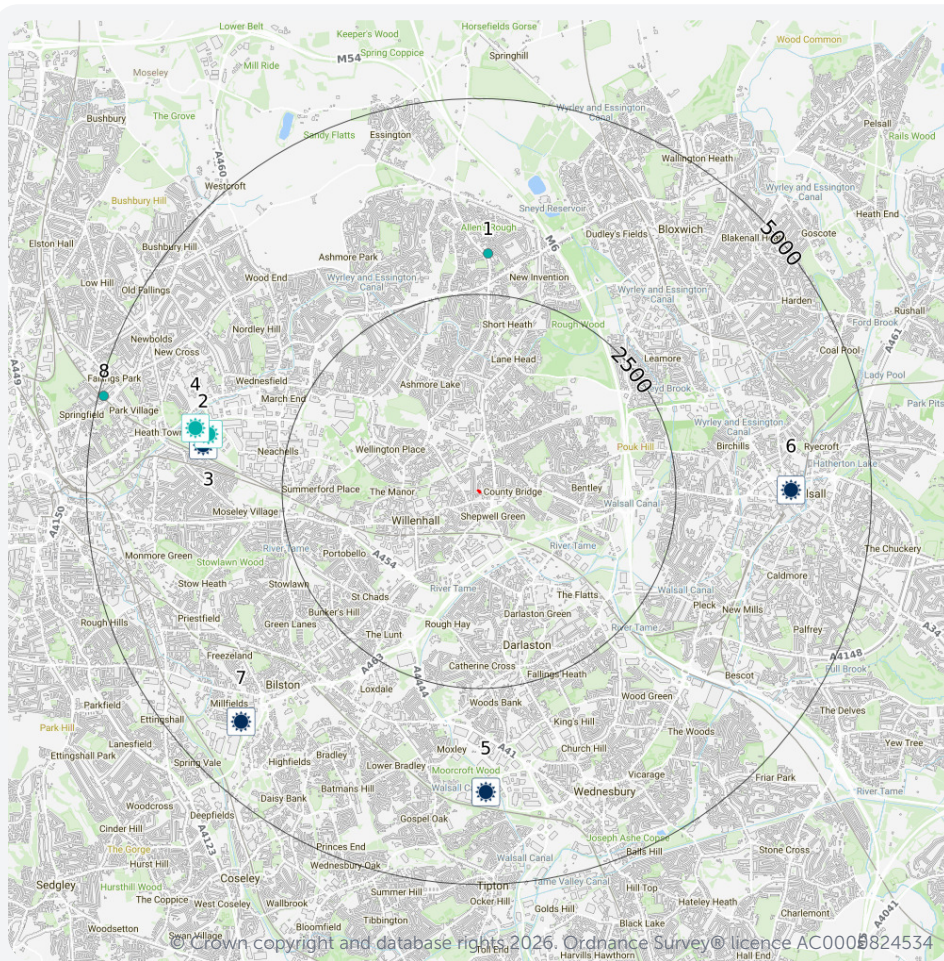 Lower Belt
Horsefields Gorse
Keeper's Wood
Wood Common
M54
Spring Coppice
Springhill
Mill Ride
Moseley
Wyrley and Essington
Canal
Bushbury
The Grove
Sandy Flatts
Essington
Pelsall
Rails Wood
A460
Wallington Heath
Westcroft
Wyrley and Essington
Canal
Bushbury Hill
Sneyd Reservoir
5000
Heath End
Allen's Rough
1
Dudley's Fields
Bloxwich
Goscote
Elston Hall
Bushbury Hill
M6
Ashmore Park
Low Hill
Wood End
Wyrley and Essington
Canal
New Invention
Old Fallings
Wyrley and Essington
Canal
Harden
Rushall
Short Heath
Rough Wood
Ford Brook
Nordley Hill
Newbolds
A461
New Cross
Lane Head
2500
Leamore
Coal Pool
A449
8
Fallings Park
4
Wednesfield
Ashmore Lake
Lady Pool
2
March End
Springfield
Park Village
Park Pits
Wyrley and Essington
Canal
Heath Town
Pouk Hill
Birchills
Ryecroft
Neachells
Wellington Place
6
Hatherton Lake
3
Summerford Place
The Manor
County Bridge
Bentley
Walsall
Canal
A4150
Moseley Village
Willenhall
Shepwell Green
Monmore Green
River Tame
River Tame
The Chuckery
Stowlawn Wood
Portobello
A454
Caldmore
Stow Heath
Stowlawn
River Tame
The Flatts
Walsall Canal
St Chads
Pleck
New Mills
Rough Hills
Priestfield
Bunker's Hill
Green Lanes
Darlaston Green
Rough Hay
River Tame
Palfrey
The Lunt
Darlaston
A4148
Freezeland
A463
Catherine Cross
Full Brook
7
A4444
Fallings Heath
Bescot
Bilston
Loxdale
Parkfield
Millfields
Woods Bank
Wood Green
The Delves
Ettingshall
King's Hill
Park Hill
The Woods
5
Lanesfield
Moxley
A41
Church Hill
Yew Tree
Ettingshall Park
Highfields
Bradley
Spring Vale
Lower Bradley
Moorcroft Wood
Vicarage
Friar Park
Batmans Hill
Wednesbury
River Tame
Woodcross
Daisy Bank
Deepfields
Gospel Oak
Cinder Hill
A4123
Joseph Ashe Conse
The Gorge
Princes End
Balls Hill
Stone Cross
Hurst Hill
Wednesbury Oak
Walsall Canal
Sedgley
Coseley
Tipton
Tame Valley Canal
Hursthill Wood
Summer Hill
Hill Top
The Coppice
West Coseley
Wallbrook
Ocker Hill
Hateley Heath
A4041
Tibbington
Golds Hill
Charlemont
Woodsetton
Bloomfield
Black Lake
Swan Village
Harvills Hawthorn
Hall End
© Crown copyright and database rights 2026. Ordnance Survey® licence AC0000824534